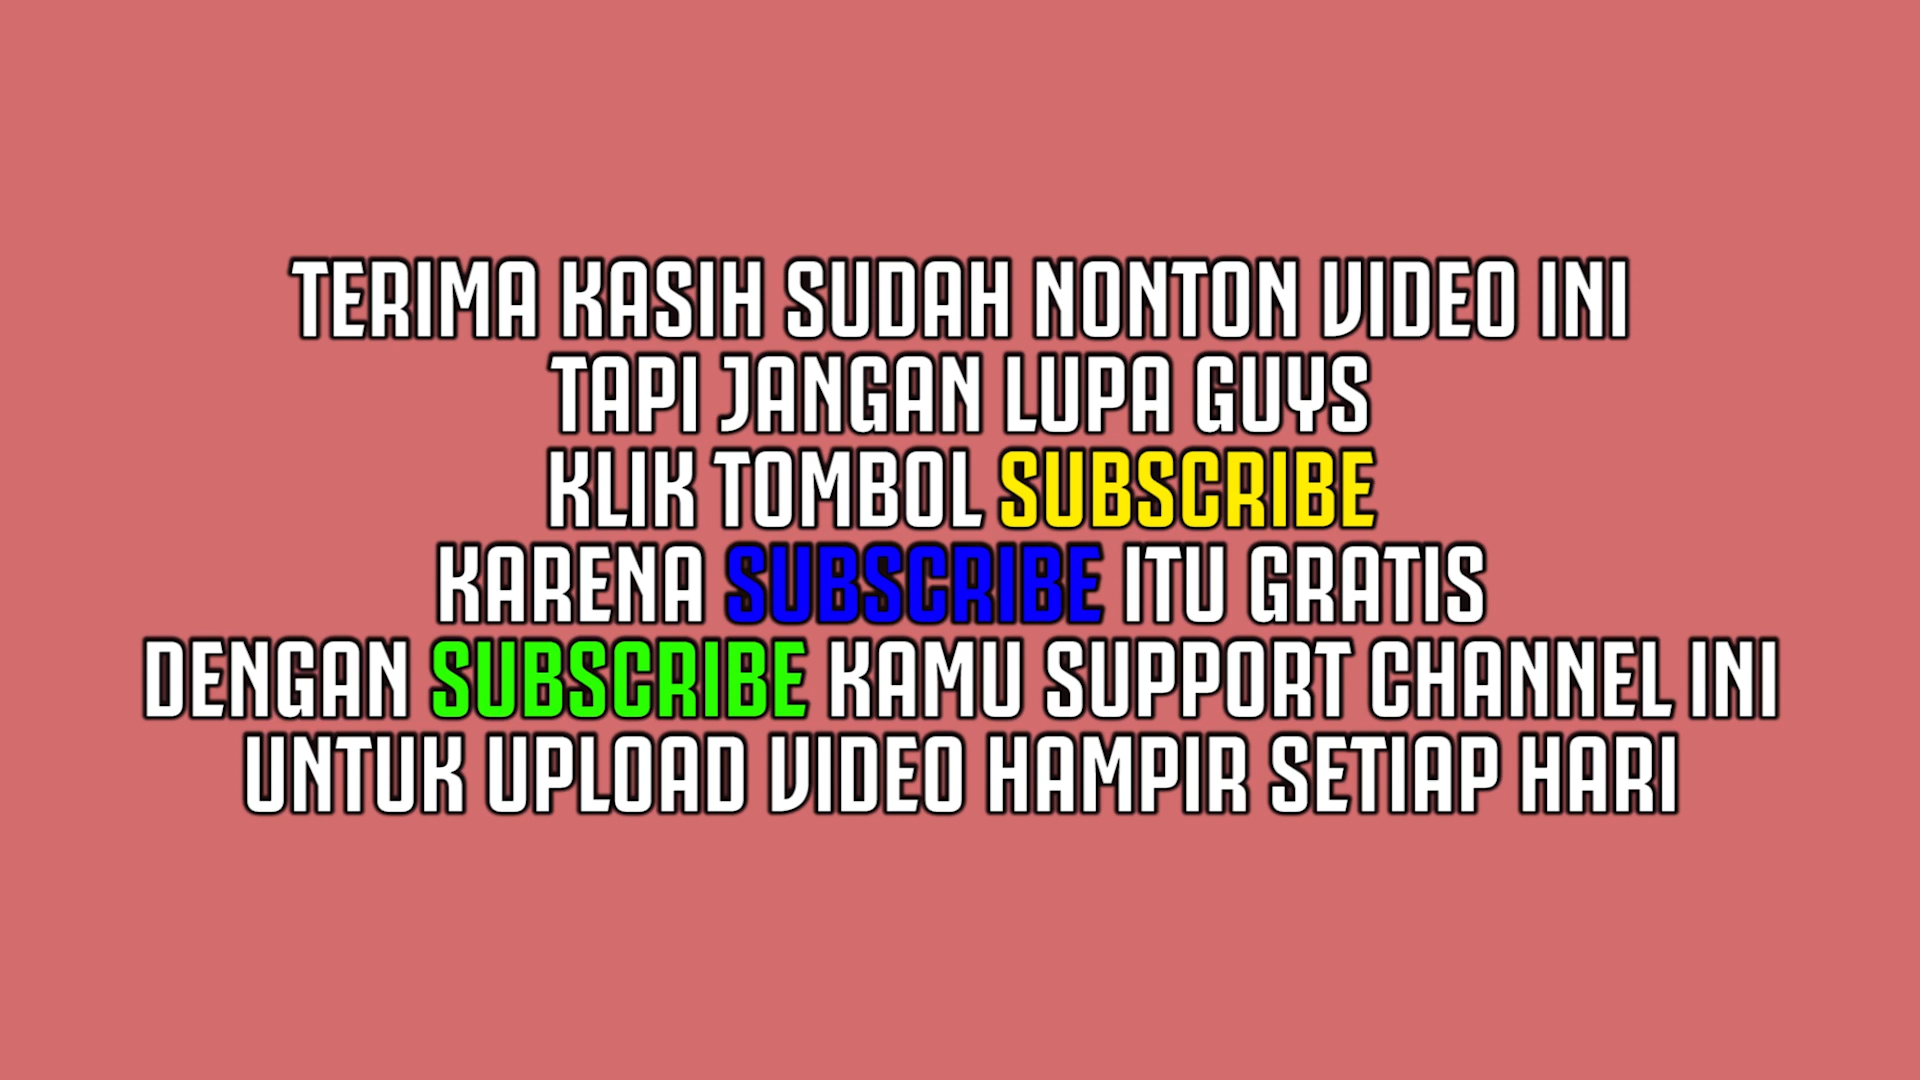 TERIMA KASIH SUDAH NONTON VIDEO INI
TAPI JANGAN LUPA GUYS
KLIK TOMBOL SUBSCRIBE
KARENA SUBSCRIBE ITU GRATIS
DENGAN SUBSCRIBE KAMU SUPPORT CHANNEL INI
UNTUK UPLOAD VIDEO HAMPIR SETIAP HARI